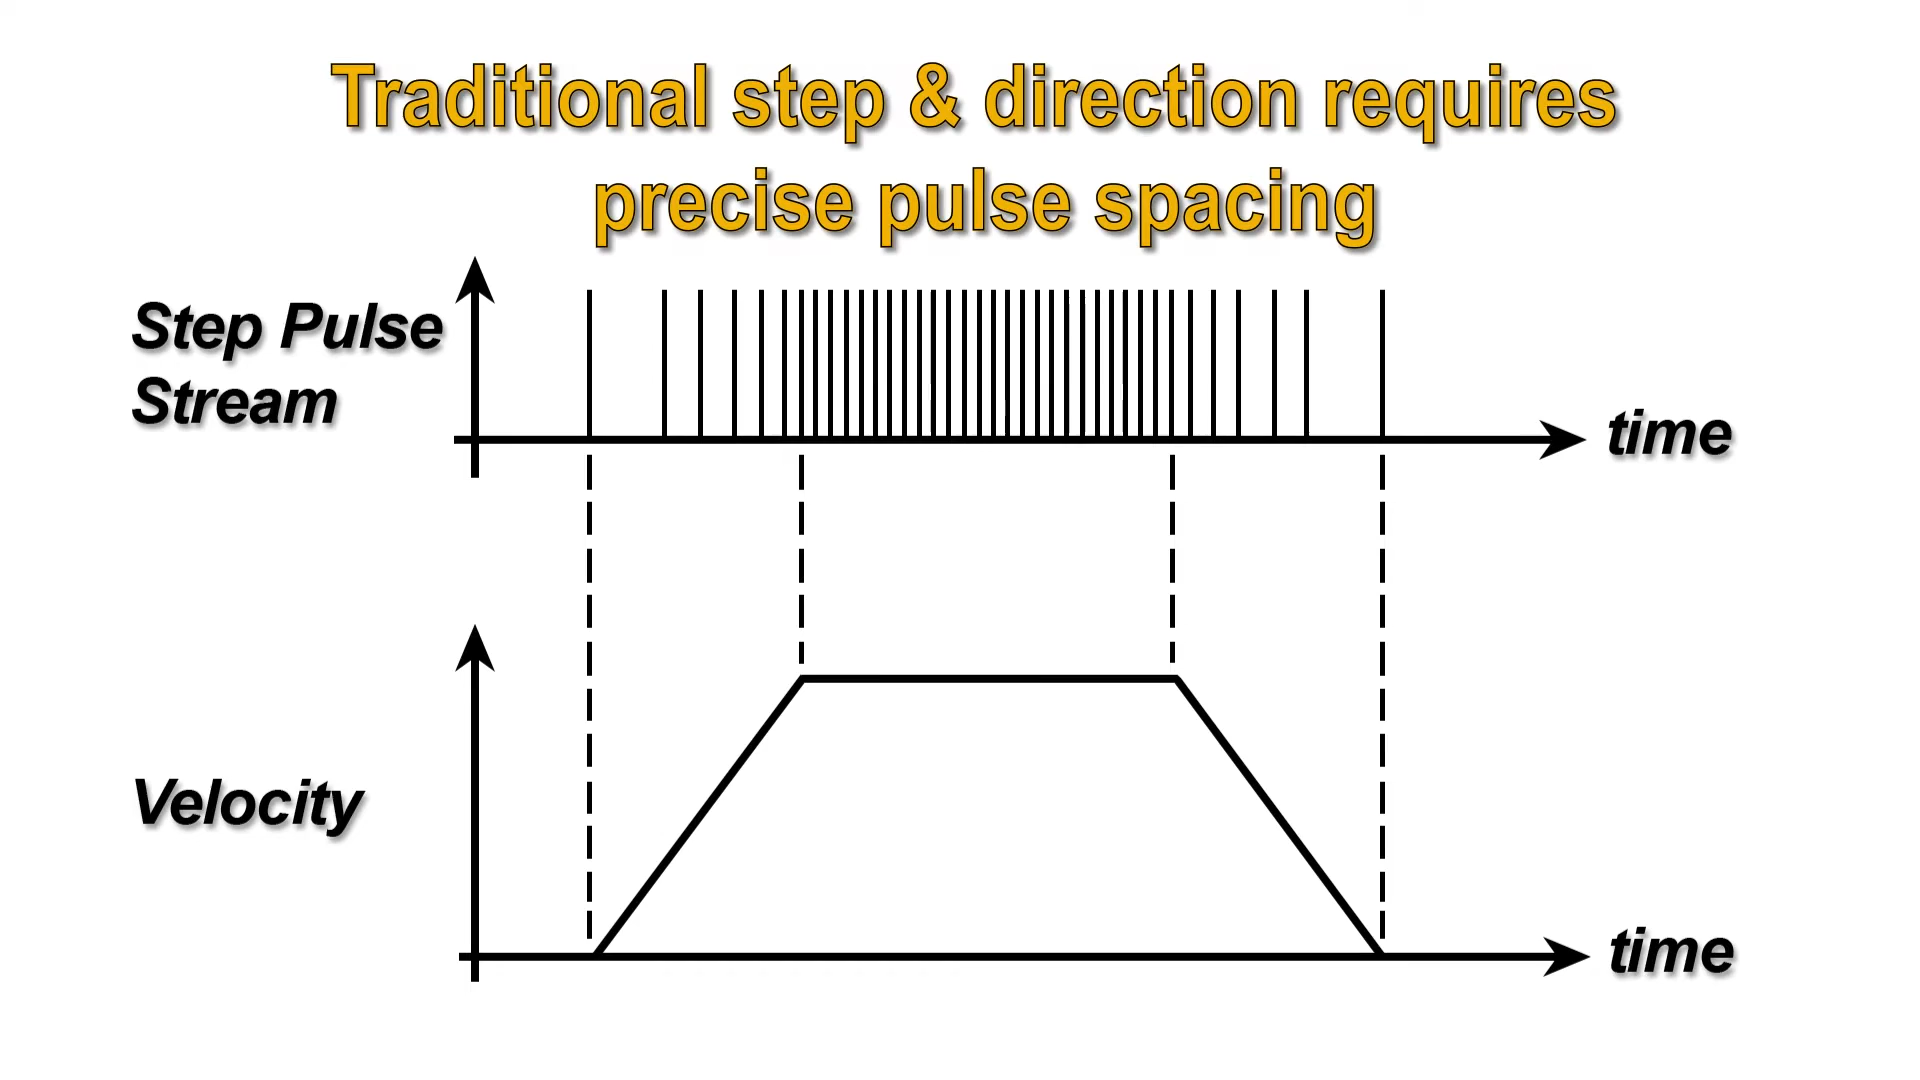 Traditional step & direction requires
precise pulse spacing
Step Pulse
Stream
time
Velocity
time